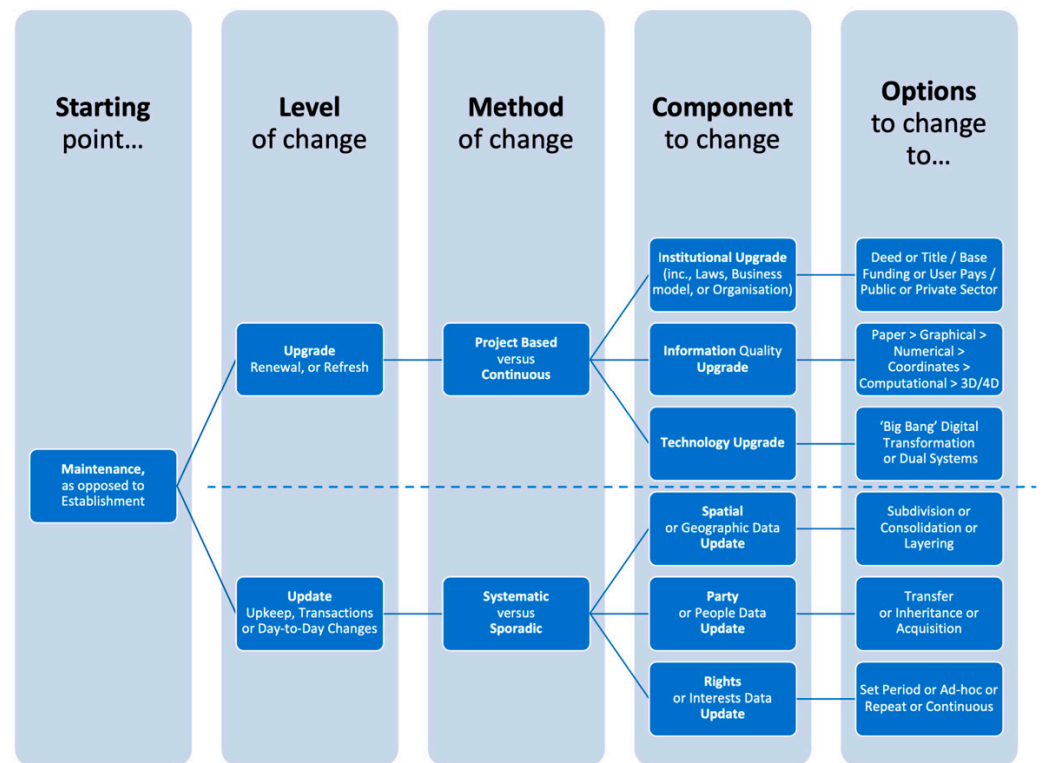 Starting
point…
Level
of change
Method
of change
Component
to change
Options
to change
to…
Maintenance,
as opposed to
Establishment
Upgrade
Renewal, or Refresh
Project Based
versus
Continuous
Institutional Upgrade
(inc., Laws, Business
model, or Organisation)
Deed or Title / Base
Funding or User Pays /
Public or Private Sector
Information Quality
Upgrade
Paper > Graphical >
Numerical >
Coordinates >
Computational > 3D/4D
Technology Upgrade
‘Big Bang’ Digital
Transformation
or Dual Systems
Update
Upkeep, Transactions
or Day-to-Day Changes
Systematic
versus
Sporadic
Spatial
or Geographic Data
Update
Subdivision or
Consolidation or
Layering
Party
or People Data
Update
Transfer
or Inheritance or
Acquisition
Rights
or Interests Data
Update
Set Period or Ad-hoc or
Repeat or Continuous